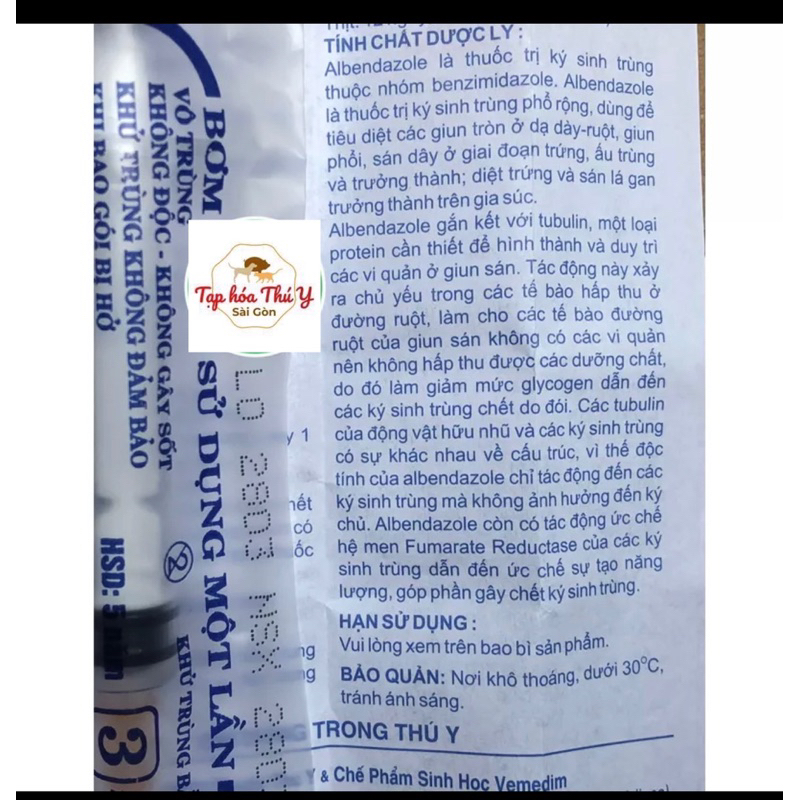 TÍNH CHẤT DƯỢC LÝ :
Albendazole là thuốc trị ký sinh trùng
thuộc nhóm benzimidazole. Albendazole
là thuốc trị ký sinh trùng phổ rộng, dùng để
tiêu diệt các giun tròn ở dạ dày-ruột, giun
phổi, sán dây ở giai đoạn trứng, ấu trùng
và trưởng thành; diệt trứng và sán lá gan
trưởng thành trên gia súc.
Albendazole gắn kết với tubulin, một loại
protein cần thiết để hình thành và duy trì
các vi quản ở giun sán. Tác động này xảy
ra chủ yếu trong các tế bào hấp thu ở
đường ruột, làm cho các tế bào đường
ruột của giun sán không có các vi quản
nên không hấp thu được các dưỡng chất,
do đó làm giảm mức glycogen dẫn đến
các ký sinh trùng chết do đói. Các tubulin
của động vật hữu nhũ và các ký sinh trùng
có sự khác nhau về cấu trúc, vì thế độc
tính của albendazole chỉ tác động đến các
ký sinh trùng mà không ảnh hưởng đến ký
chủ. Albendazole còn có tác động ức chế
hệ men Fumarate Reductase của các ký
sinh trùng dẫn đến ức chế sự tạo năng
lượng, góp phần gây chết ký sinh trùng.
HẠN SỬ DỤNG :
Vui lòng xem trên bao bì sản phẩm.
BẢO QUẢN: Nơi khô thoáng, dưới 30°C,
tránh ánh sáng.
TRONG THÚ Y
Y & Chế Phẩm Sinh Học Vemedim
Tạp hóa Thú Y
Sài Gòn
BƠM
SỬ DỤNG MỘT LẦN
VÔ TRÙNG
KHÔNG ĐỘC - KHÔNG GÂY SỐT
KHỬ TRÙNG KHÔNG ĐẢM BẢO
KHI BAO GÓI BỊ HỞ
2
KHỬ TRÙNG
HSD: 5 năm
3
LO 2803 NSX 280